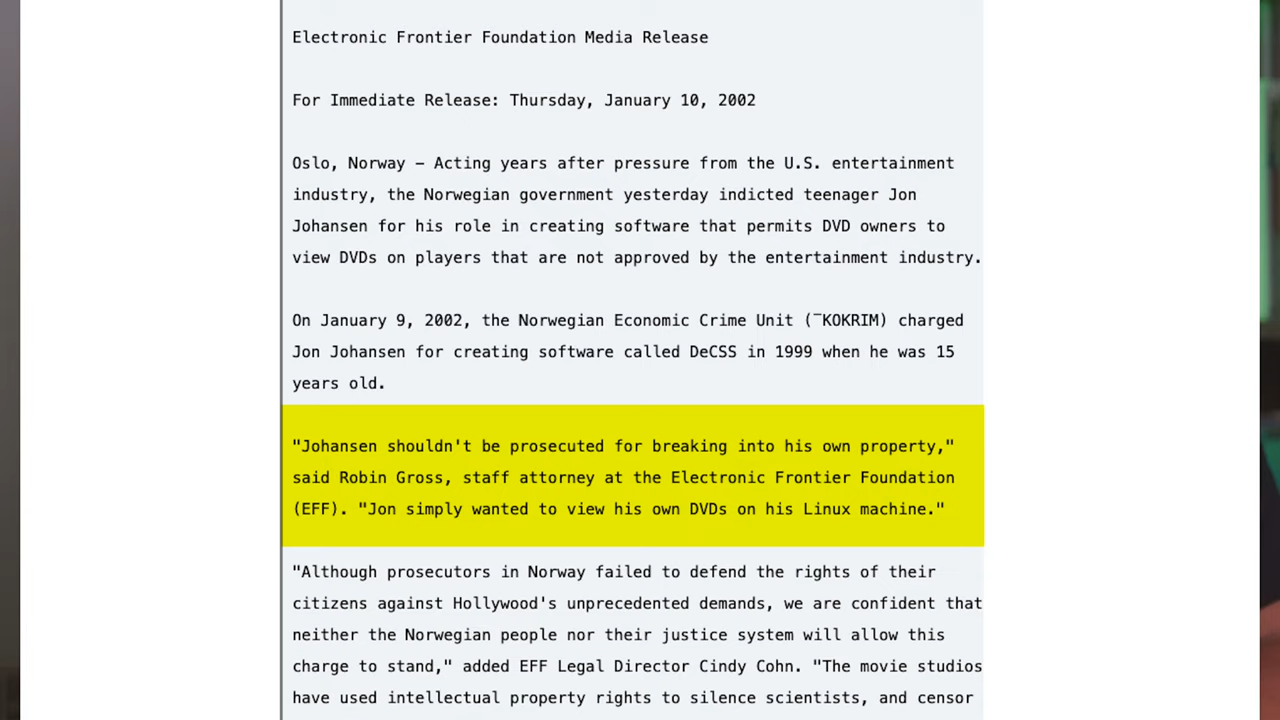 Electronic Frontier Foundation Media Release
For Immediate Release: Thursday, January 10, 2002
Oslo, Norway – Acting years after pressure from the U.S. entertainment
industry, the Norwegian government yesterday indicted teenager Jon
Johansen for his role in creating software that permits DVD owners to
view DVDs on players that are not approved by the entertainment industry.
On January 9, 2002, the Norwegian Economic Crime Unit (¯KOKRIM) charged
Jon Johansen for creating software called DeCSS in 1999 when he was 15
years old.
"Johansen shouldn't be prosecuted for breaking into his own property,"
said Robin Gross, staff attorney at the Electronic Frontier Foundation
(EFF). "Jon simply wanted to view his own DVDs on his Linux machine."
"Although prosecutors in Norway failed to defend the rights of their
citizens against Hollywood's unprecedented demands, we are confident that
neither the Norwegian people nor their justice system will allow this
charge to stand," added EFF Legal Director Cindy Cohn. "The movie studios
have used intellectual property rights to silence scientists, and censor